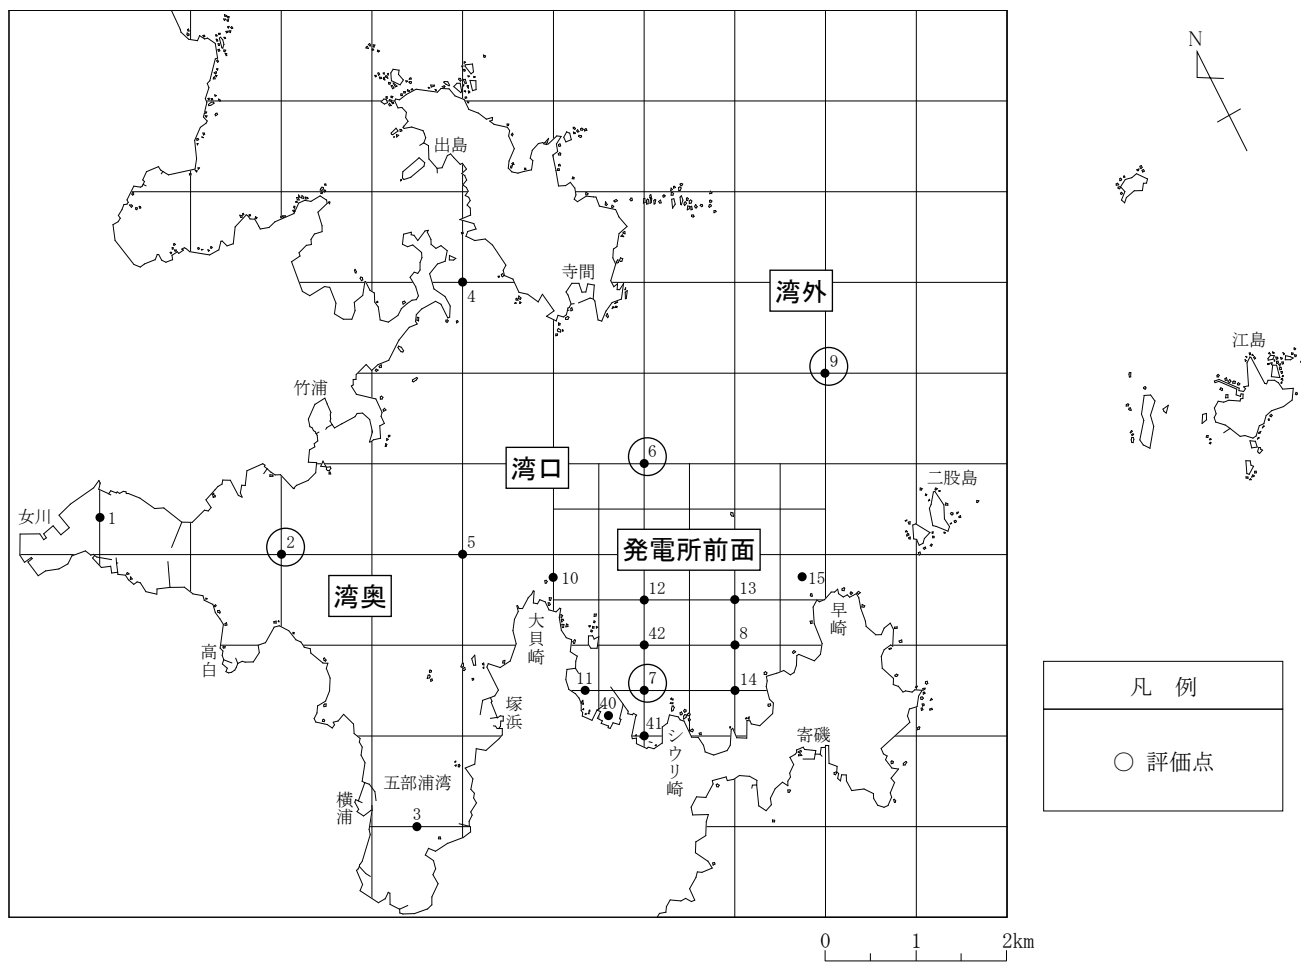 N
出島
寺間
4
湾外
9
江島
竹浦
6
湾口
二股島
女川
1
2
5
発電所前面
10
15
湾奥
12
13
大貝崎
早崎
高白
42
8
11
7
14
塚浜
40
41
シウリ崎
寄磯
五部浦湾
横浦
3
凡 例
○ 評価点
0 1 2km